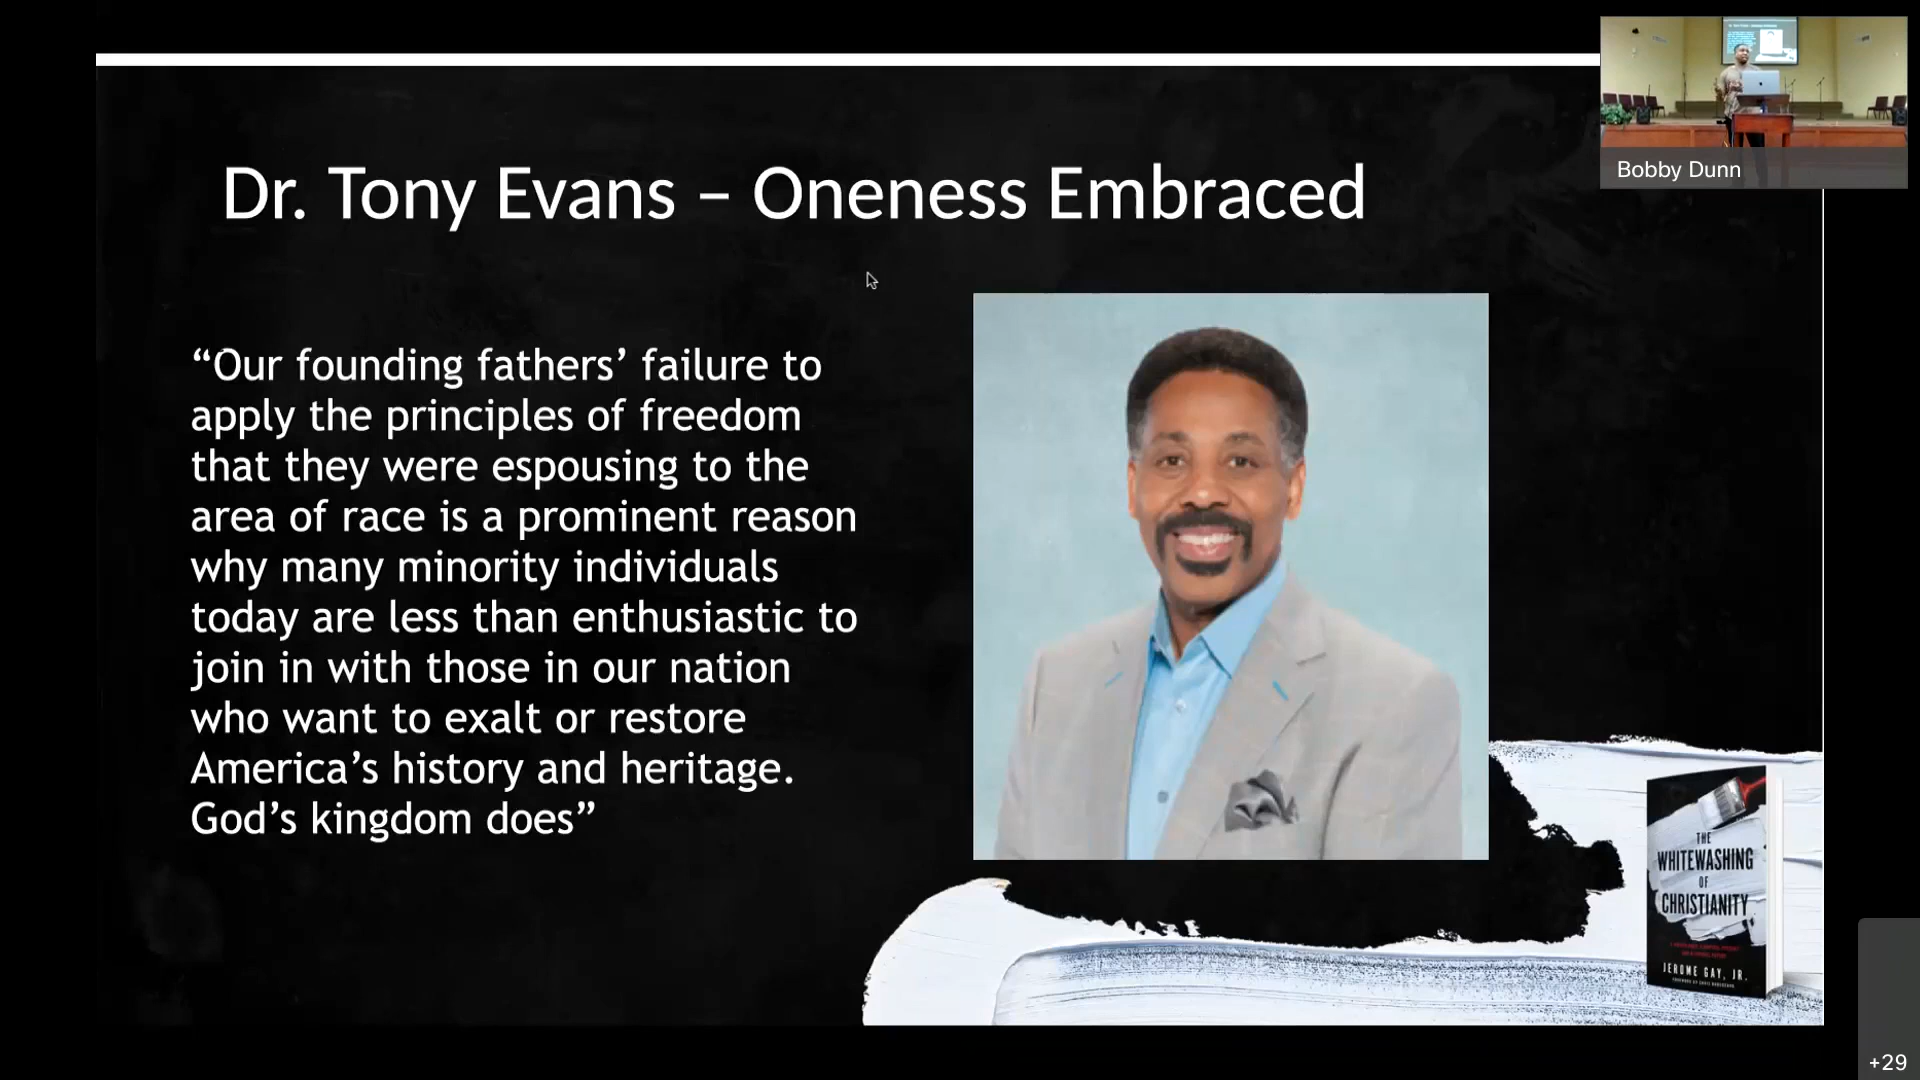 Bobby Dunn
Dr. Tony Evans – Oneness Embraced
“Our founding fathers’ failure to
apply the principles of freedom
that they were espousing to the
area of race is a prominent reason
why many minority individuals
today are less than enthusiastic to
join in with those in our nation
who want to exalt or restore
America’s history and heritage.
God’s kingdom does”
THE
WHITEWASHING
OF
CHRISTIANITY
JEROME GAY, JR.
+29